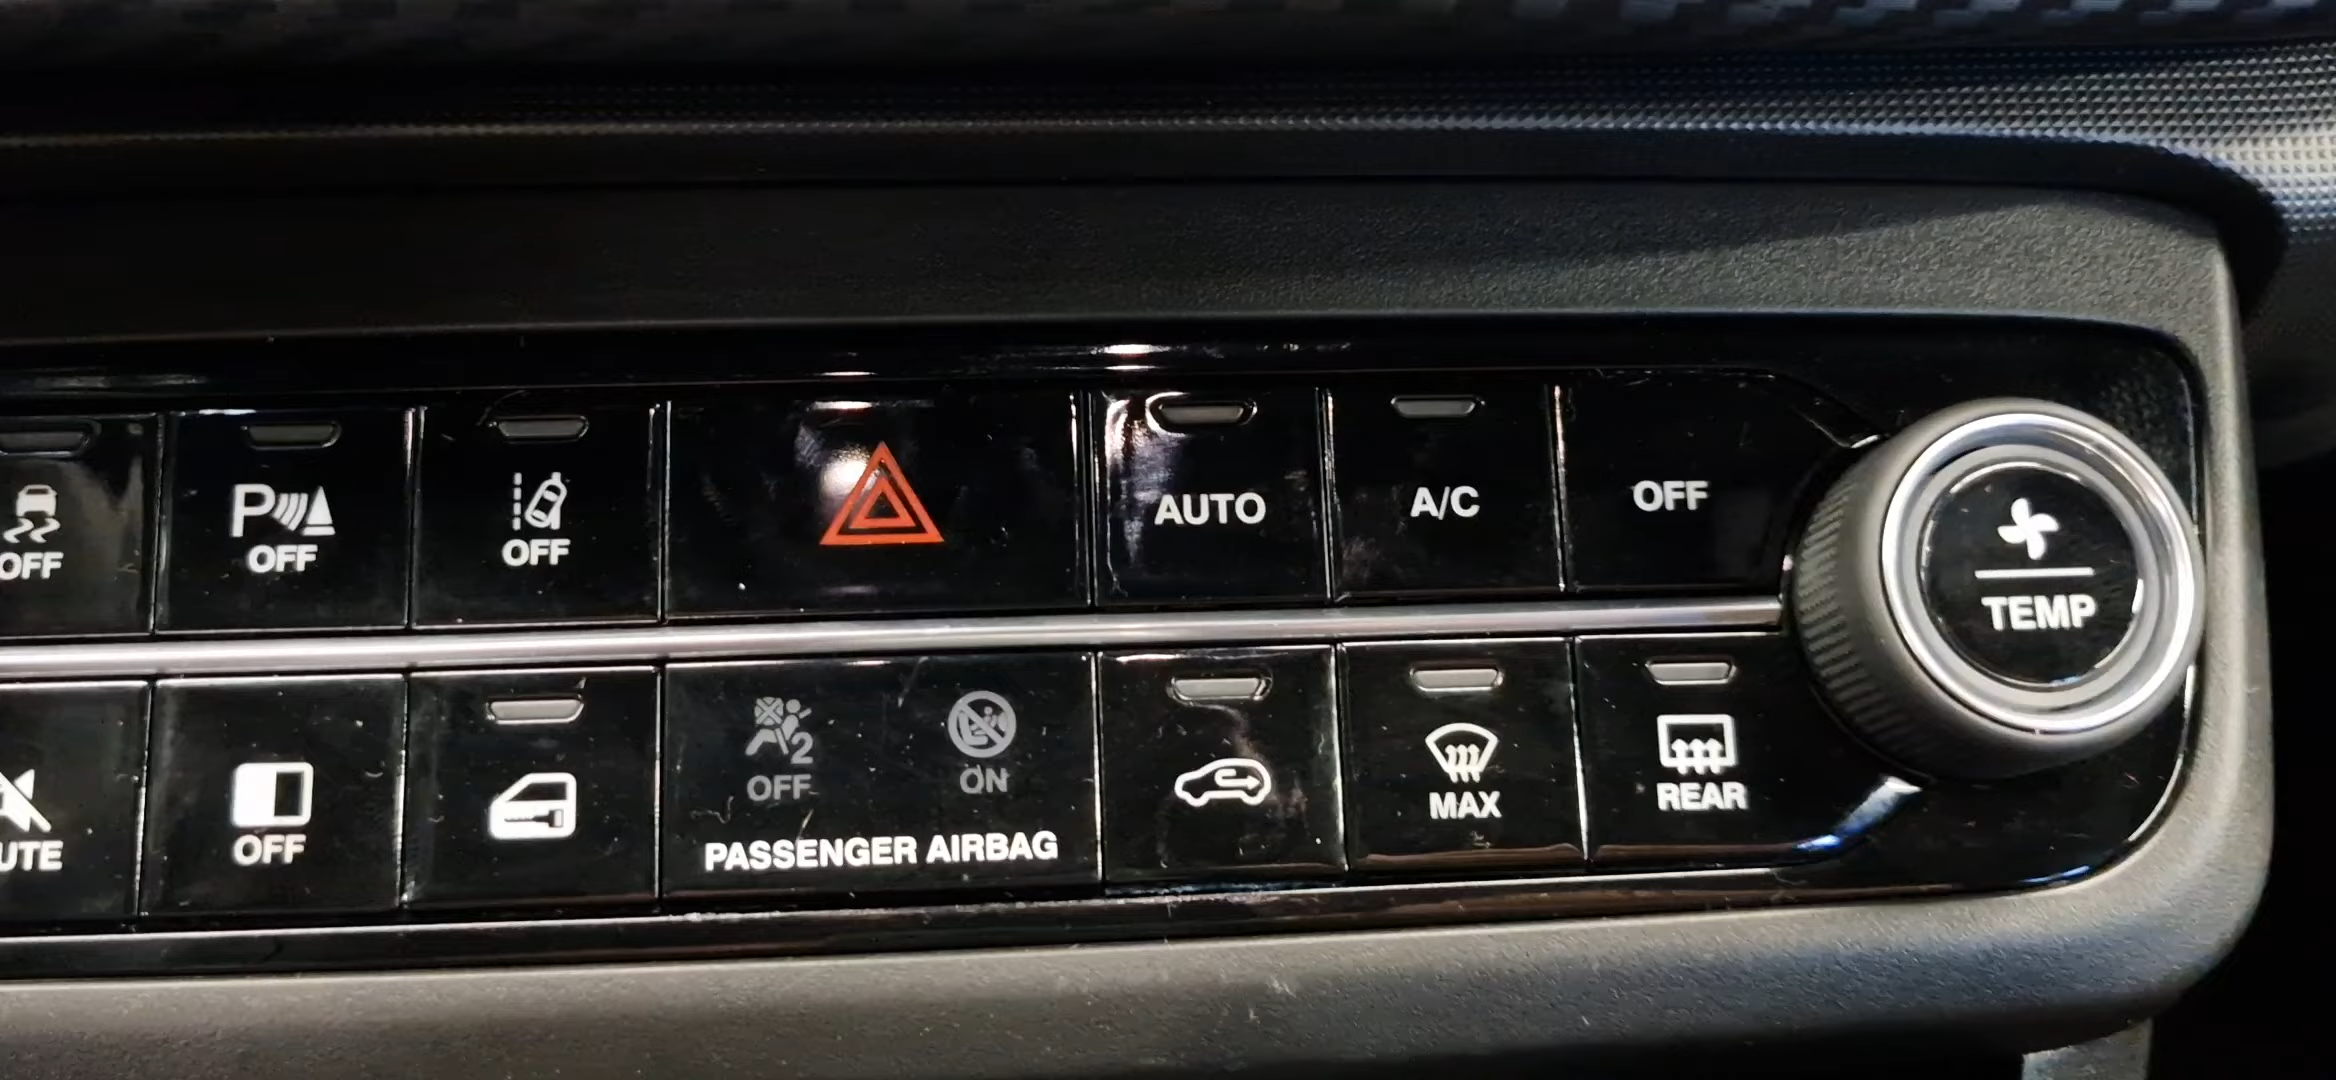 OFF
P
OFF
OFF
AUTO
A/C
OFF
TEMP
UTE
OFF
2
OFF
ON
PASSENGER AIRBAG
MAX
REAR